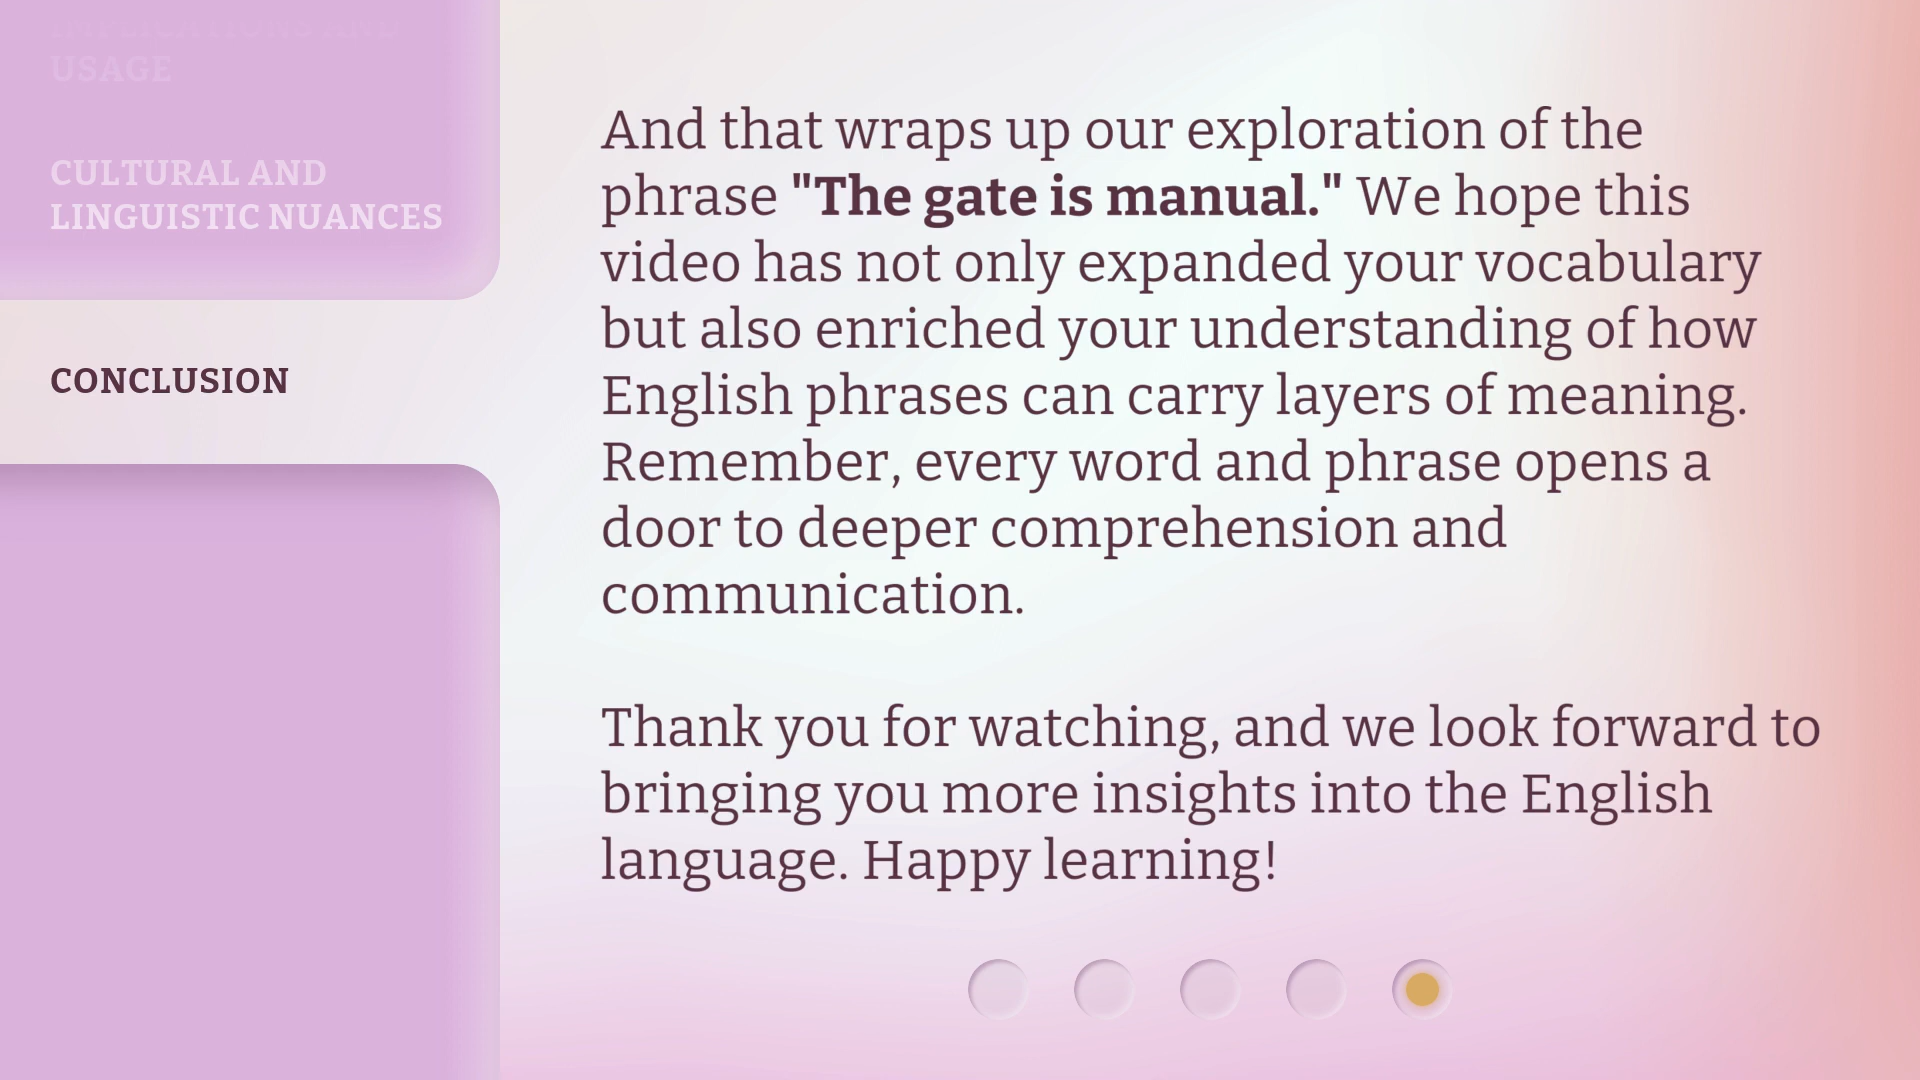 USAGE
CULTURAL AND
LINGUISTIC NUANCES
CONCLUSION
And that wraps up our exploration of the
phrase "The gate is manual." We hope this
video has not only expanded your vocabulary
but also enriched your understanding of how
English phrases can carry layers of meaning.
Remember, every word and phrase opens a
door to deeper comprehension and
communication.
Thank you for watching, and we look forward to
bringing you more insights into the English
language. Happy learning!